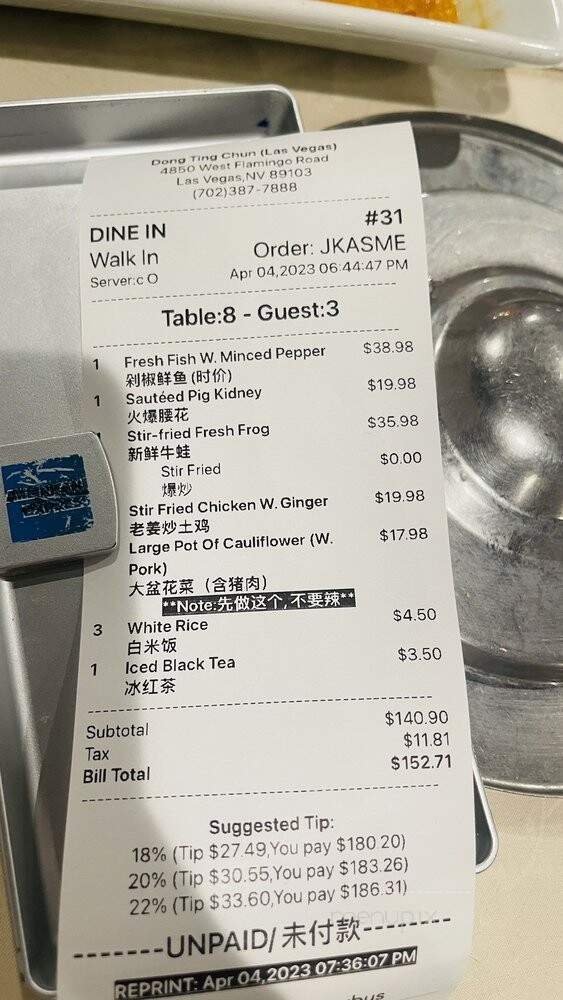 Dong Ting Chun (Las Vegas)
4850 West Flamingo Road
Las Vegas,NV 89103
(702)387-7888
DINE IN #31
Walk In Order: JKASME
Server:c O Apr 04,2023 06:44:47 PM
Table:8 - Guest:3
1 Fresh Fish W. Minced Pepper $38.98
剁椒鲜鱼 (时价)
1 Sautéed Pig Kidney $19.98
火爆腰花
Stir-fried Fresh Frog $35.98
新鲜牛蛙
Stir Fried $0.00
爆炒
Stir Fried Chicken W. Ginger $19.98
老姜炒土鸡
Large Pot Of Cauliflower (W. $17.98
Pork)
大盆花菜（含猪肉）
**Note:先做这个,不要辣**
3 White Rice $4.50
白米饭
1 Iced Black Tea $3.50
冰红茶
Subtotal $140.90
Tax $11.81
Bill Total $152.71
Suggested Tip:
18% (Tip $27.49,You pay $180.20)
20% (Tip $30.55,You pay $183.26)
22% (Tip $33.60,You pay $186.31)
-------UNPAID/ 未付款--------
REPRINT: Apr 04,2023 07:36:07 PM
AMERICAN
EXPRESS
menupix